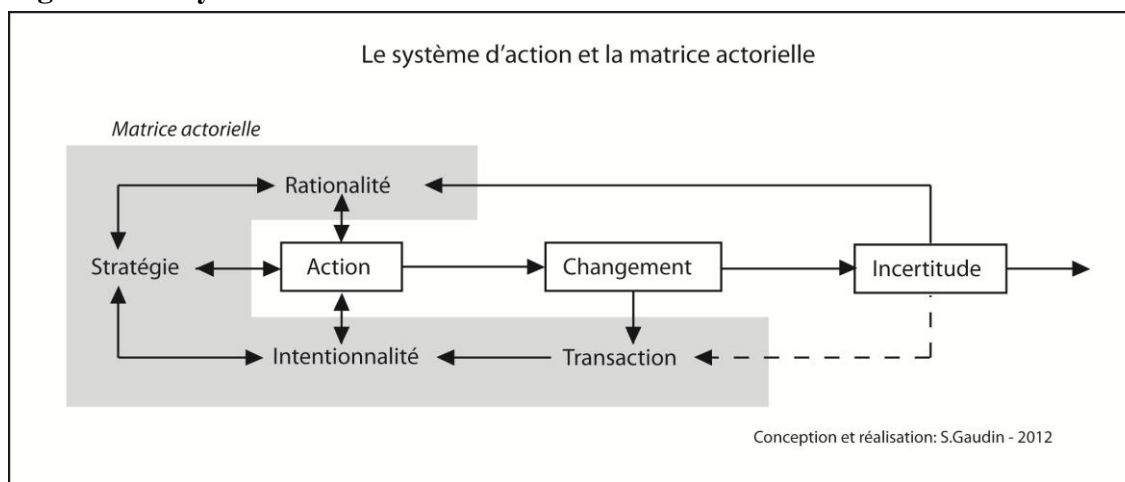 Le système d'action et la matrice actorielle
Matrice actorielle
Rationalité
Stratégie
Action
Changement
Incertitude
Intentionnalité
Transaction
Conception et réalisation: S.Gaudin - 2012